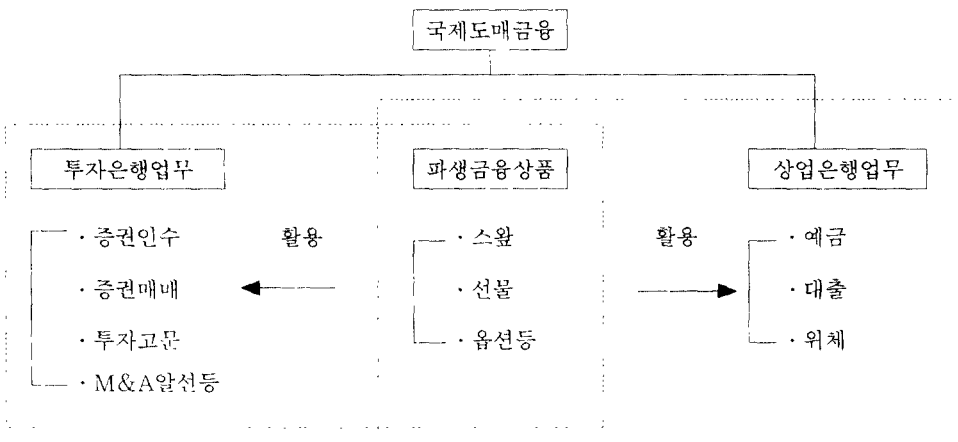 국제도매금융
투자은행업무
파생금융상품
상업은행업무
· 증권인수
활용
· 스왚
활용
· 예금
· 증권매매
· 선물
· 대출
· 투자고문
· 옵션등
· 위체
· M&A알선등